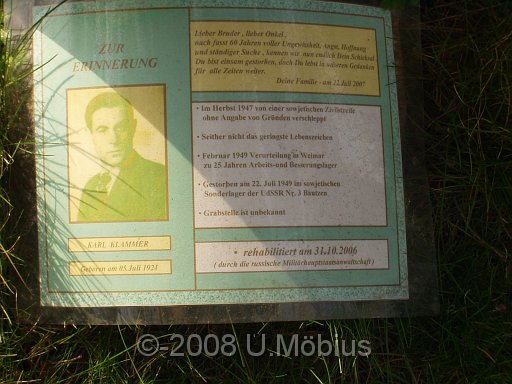 ZUR
ERINNERUNG
KARL KLAMMER
Geboren am 05.Juli 1924
Lieber Bruder , lieber Onkel ,
nach fasst 60 Jahren voller Ungewissheit, Angst, Hoffnung
und ständiger Suche , kennen wir nun endlich Dein Schicksal
Du bist einsam gestorben, doch Du lebst in unseren Gedanken
für alle Zeiten weiter.
Deine Familie - am 22.Juli 2007
• Im Herbst 1947 von einer sowjetischen Zivilstreife
ohne Angabe von Gründen verschleppt
• Seither nicht das geringste Lebenszeichen
• Februar 1949 Verurteilung in Weimar
zu 25 Jahren Arbeits-und Besserungslager
• Gestorben am 22. Juli 1949 im sowjetischen
Sonderlager der UdSSR Nr. 3 Bautzen
• Grabstelle ist unbekannt
• rehabilitiert am 31.10.2006
( durch die russische Militärhauptstaatsanwaltschaft )
©-2008 U.Möbius